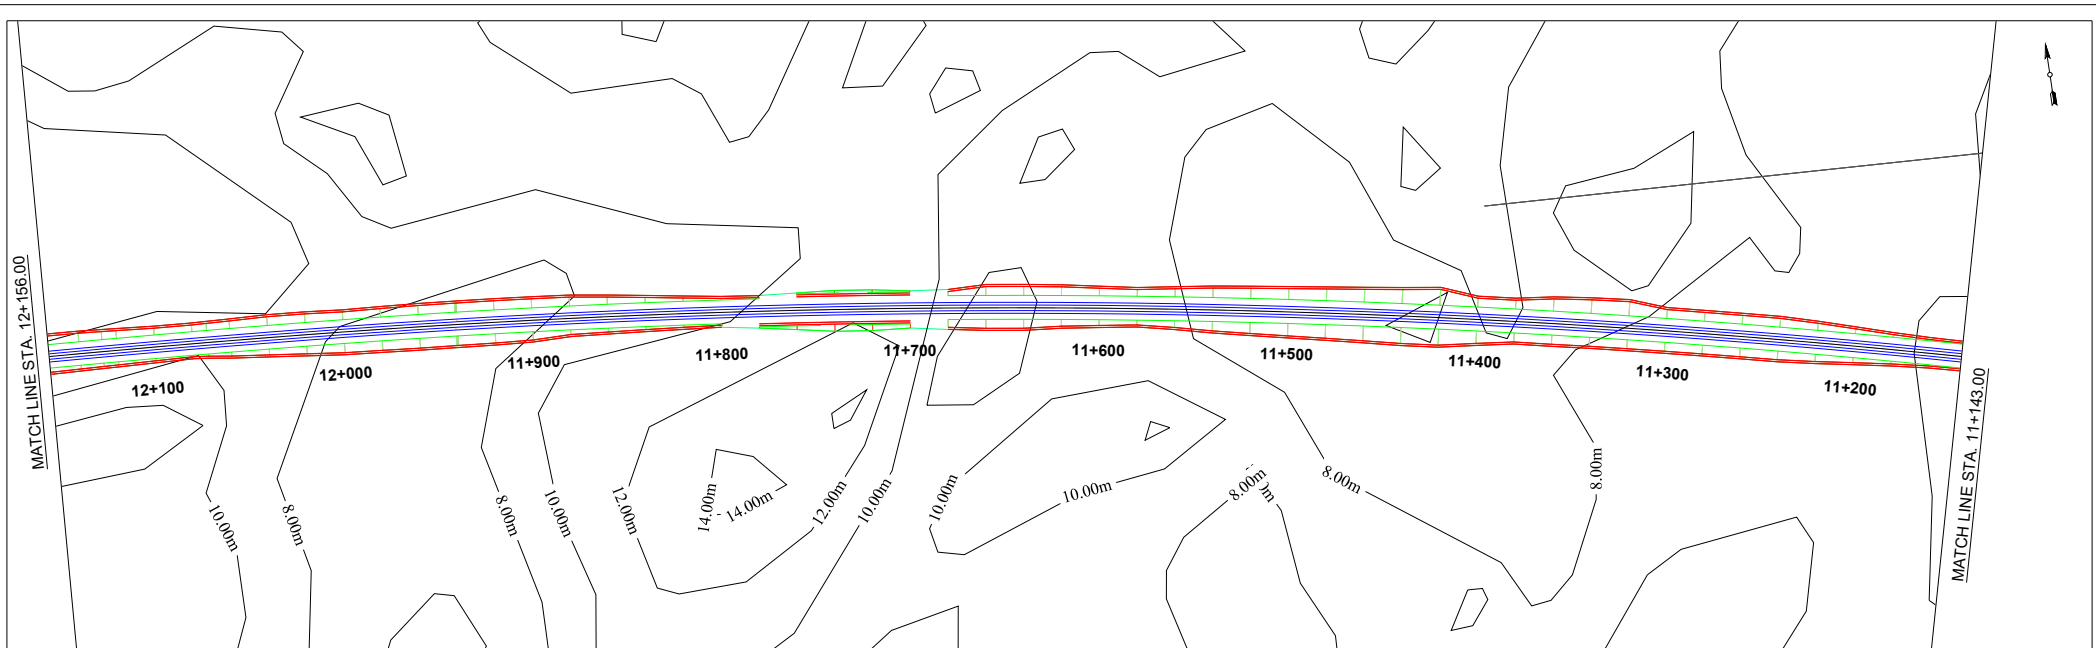 MATCH LINE STA. 12+156.00
12+100
12+000
11+900
11+800
11+700
11+600
11+500
11+400
11+300
11+200
MATCH LINE STA. 11+143.00
10.00m
8.00m
8.00m
10.00m
12.00m
14.00m
14.00m
12.00m
10.00m
10.00m
10.00m
8.00m
8.00m
8.00m